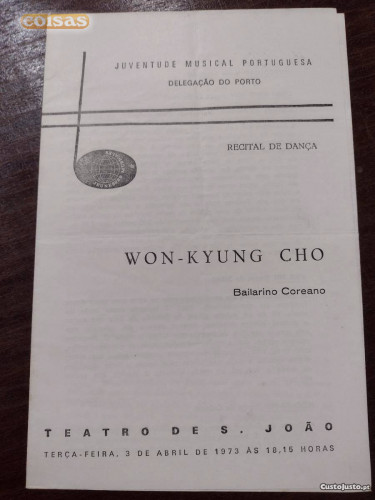 coisas
JUVENTUDE MUSICAL PORTUGUESA
DELEGAÇÃO DO PORTO
RECITAL DE DANÇA
WON-KYUNG CHO
Bailarino Coreano
TEATRO DE S. JOÃO
TERÇA-FEIRA, 3 DE ABRIL DE 1973 ÀS 18,15 HORAS
CustoJusto.pt